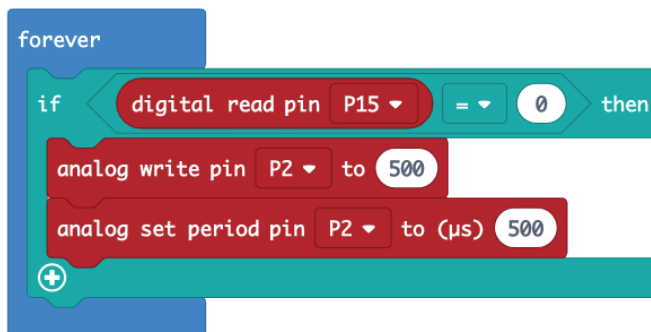 forever
if digital read pin P15 = 0 then
analog write pin P2 to 500
analog set period pin P2 to (µs) 500